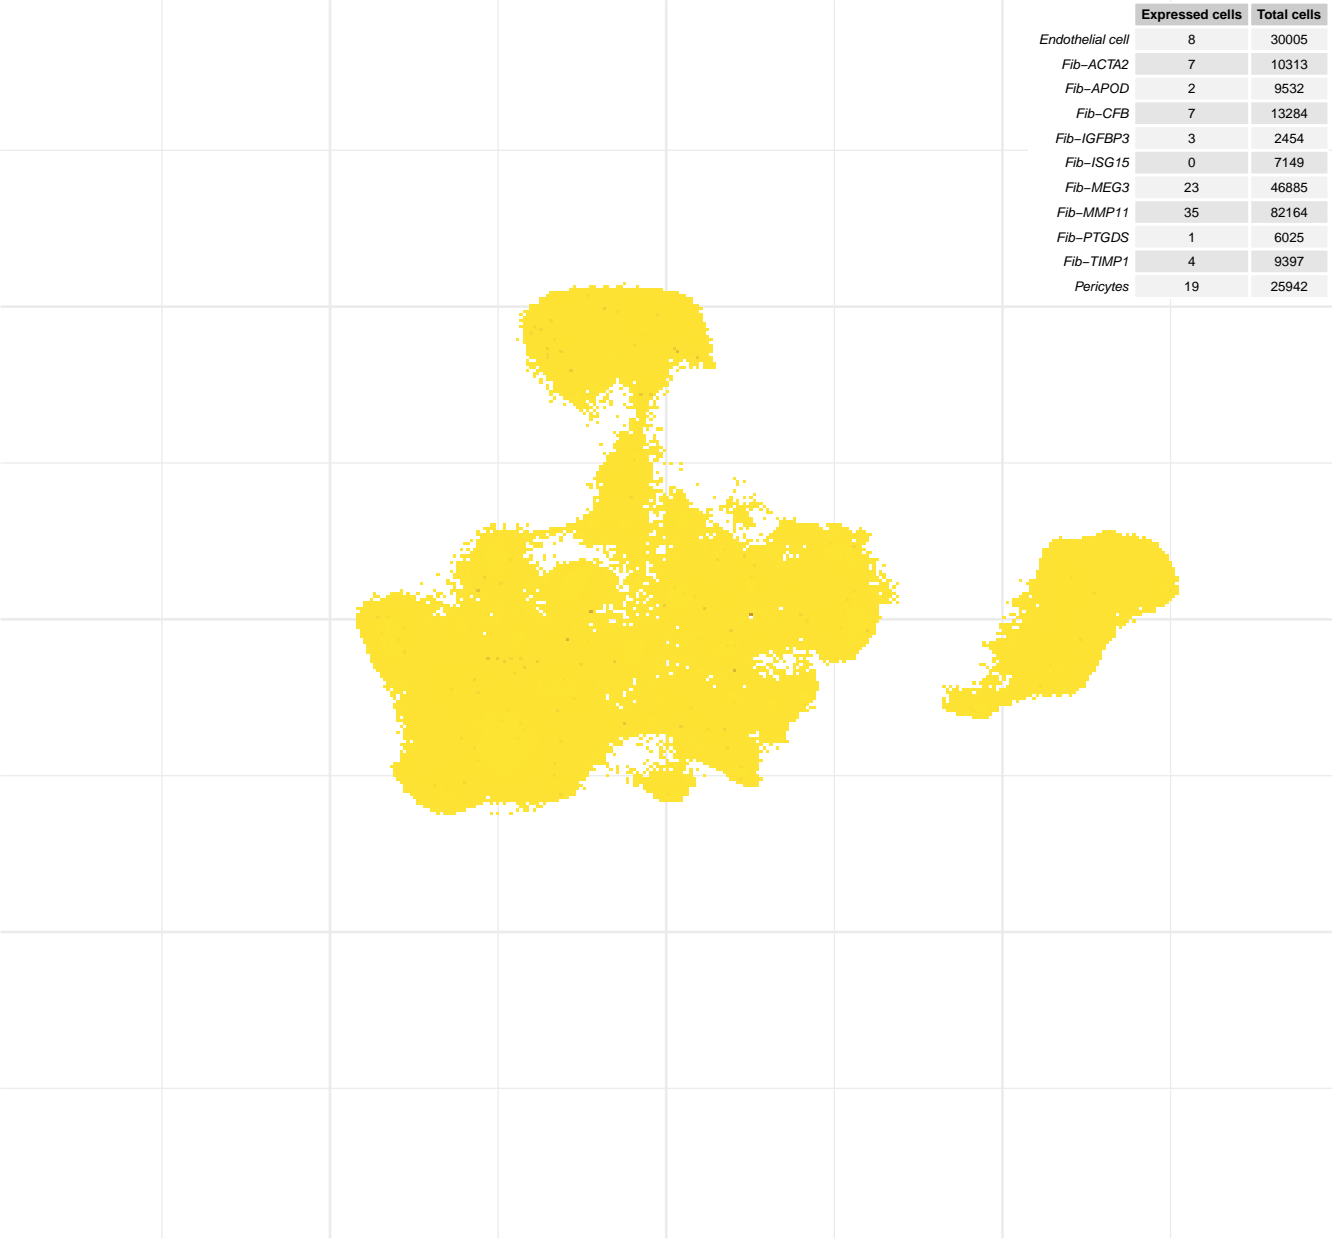 Expressed cells Total cells
Endothelial cell 8 30005
Fib−ACTA2 7 10313
Fib−APOD 2 9532
Fib−CFB 7 13284
Fib−IGFBP3 3 2454
Fib−ISG15 0 7149
Fib−MEG3 23 46885
Fib−MMP11 35 82164
Fib−PTGDS 1 6025
Fib−TIMP1 4 9397
Pericytes 19 25942